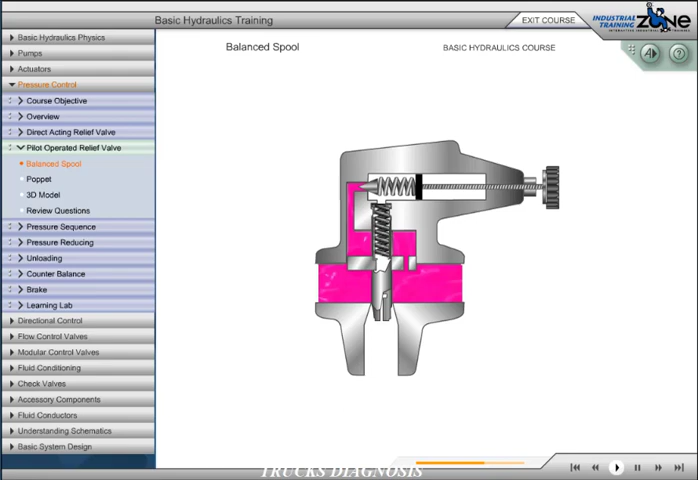 Basic Hydraulics Training
EXIT COURSE
INDUSTRIAL
TRAINING
ZONE
INTERACTIVE INDUSTRIAL TRAINING
Basic Hydraulics Physics
Pumps
Actuators
Pressure Control
Course Objective
Overview
Direct Acting Relief Valve
Pilot Operated Relief Valve
Balanced Spool
Poppet
3D Model
Review Questions
Pressure Sequence
Pressure Reducing
Unloading
Counter Balance
Brake
Learning Lab
Directional Control
Flow Control Valves
Modular Control Valves
Fluid Conditioning
Check Valves
Accessory Components
Fluid Conductors
Understanding Schematics
Basic System Design
Balanced Spool
BASIC HYDRAULICS COURSE
A
?
TRUCKS DIAGNOSIS